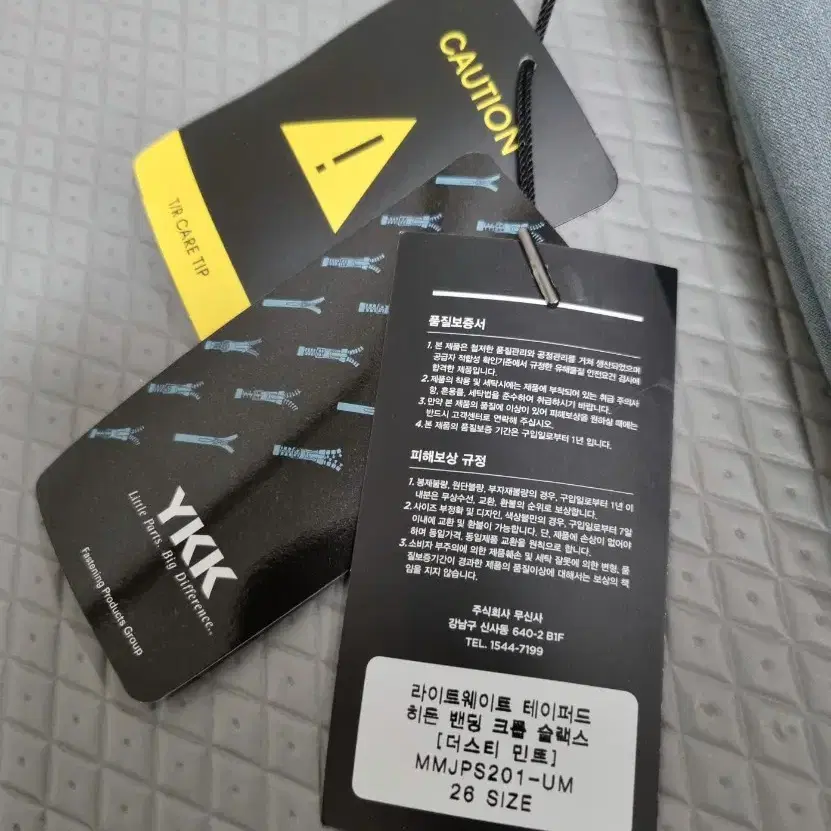 CAUTION
!
T/R CARE TIP
YKK
Little Parts. Big Difference.
Fastening Products Group
품질보증서
1. 본 제품은 철저한 품질관리와 공정관리를 거쳐 생산되었으며
공급자 적합성 확인기준에서 규정한 유해물질 안전요건 검사에
합격한 제품입니다.
2. 제품의 착용 및 세탁시에는 제품에 부착되어 있는 취급 주의사
항, 혼용률, 세탁법을 준수하여 취급하시기 바랍니다.
3. 만약 본 제품의 품질에 이상이 있어 피해보상을 원하실 때에는
반드시 고객센터로 연락해 주십시오.
4. 본 제품의 품질보증 기간은 구입일로부터 1년 입니다.
피해보상 규정
1. 봉재불량, 원단불량, 부자재불량의 경우, 구입일로부터 1년 이
내분은 무상수선, 교환, 환불의 순위로 보상합니다.
2. 사이즈 부정확 및 디자인, 색상불만의 경우, 구입일로부터 7일
이내에 교환 및 환불이 가능합니다. 단, 제품에 손상이 없어야
하며 동일가격, 동일제품 교환을 원칙으로 합니다.
3. 소비자 부주의에 의한 제품훼손 및 세탁 잘못에 의한 변형, 품
질보증기간이 경과한 제품의 품질이상에 대해서는 보상의 책
임을 지지 않습니다.
주식회사 무신사
강남구 신사동 640-2 B1F
TEL. 1544-7199
라이트웨이트 테이퍼드
히든 밴딩 크롭 슬랙스
[더스티 민트]
MMJPS201-UM
26 SIZE